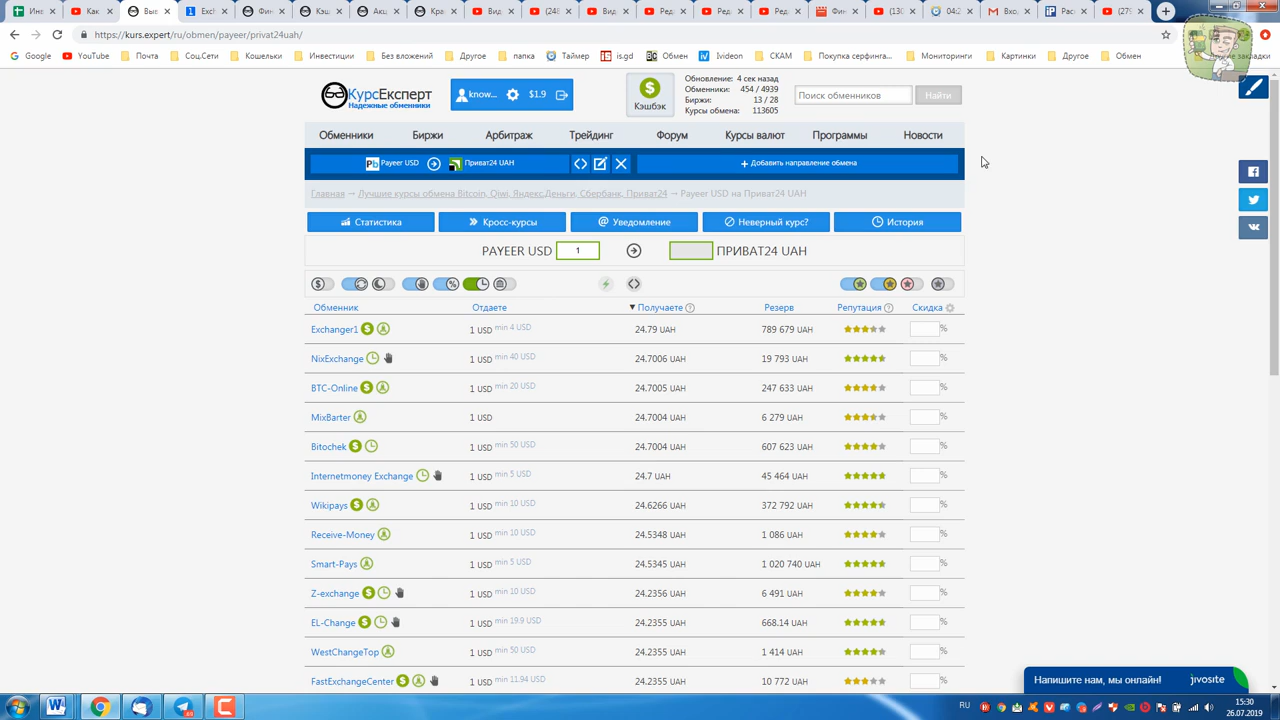 Выв
1 Exch
https://kurs.expert/ru/obmen/payeer/privat24uah/
Google YouTube Почта Соц.Сети Кошельки Инвестиции Без вложений Другое папка Таймер is.gd Обмен Ivideon СКАМ Покупка серфинга... Мониторинги Картинки Другое Обмен
КурсЕксперт
Надежные обменники
know... $1.9
Кэшбэк
Обновление: 4 сек назад
Обменники: 454 / 4939
Биржи: 13 / 28
Курсы обмена: 113605
Поиск обменников Найти
Обменники Биржи Арбитраж Трейдинг Форум Курсы валют Программы Новости
Pb Payeer USD Приват24 UAH + Добавить направление обмена
Главная → Лучшие курсы обмена Bitcoin, Qiwi, Яндекс.Деньги, Сбербанк, Приват24 → Payeer USD на Приват24 UAH
Статистика Кросс-курсы Уведомление Неверный курс? История
PAYEER USD 1 ПРИВАТ24 UAH
Обменник Отдаете Получаете Резерв Репутация Скидка
Exchanger1 1 USD min 4 USD 24.79 UAH 789 679 UAH %
NixExchange 1 USD min 40 USD 24.7006 UAH 19 793 UAH %
BTC-Online 1 USD min 20 USD 24.7005 UAH 247 633 UAH %
MixBarter 1 USD 24.7004 UAH 6 279 UAH %
Bitochek 1 USD min 50 USD 24.7004 UAH 607 623 UAH %
Internetmoney Exchange 1 USD min 5 USD 24.7 UAH 45 464 UAH %
Wikipays 1 USD min 10 USD 24.6266 UAH 372 792 UAH %
Receive-Money 1 USD min 10 USD 24.5348 UAH 1 086 UAH %
Smart-Pays 1 USD 24.5345 UAH 1 020 740 UAH %
Z-exchange 1 USD min 10 USD 24.2356 UAH 6 491 UAH %
EL-Change 1 USD min 19.9 USD 24.2355 UAH 668.14 UAH %
WestChangeTop 1 USD min 50 USD 24.2355 UAH 1 414 UAH %
FastExchangeCenter 1 USD min 11.94 USD 24.2355 UAH 10 772 UAH %
Напишите нам, мы онлайн! jivosite
RU 15:30
26.07.2019